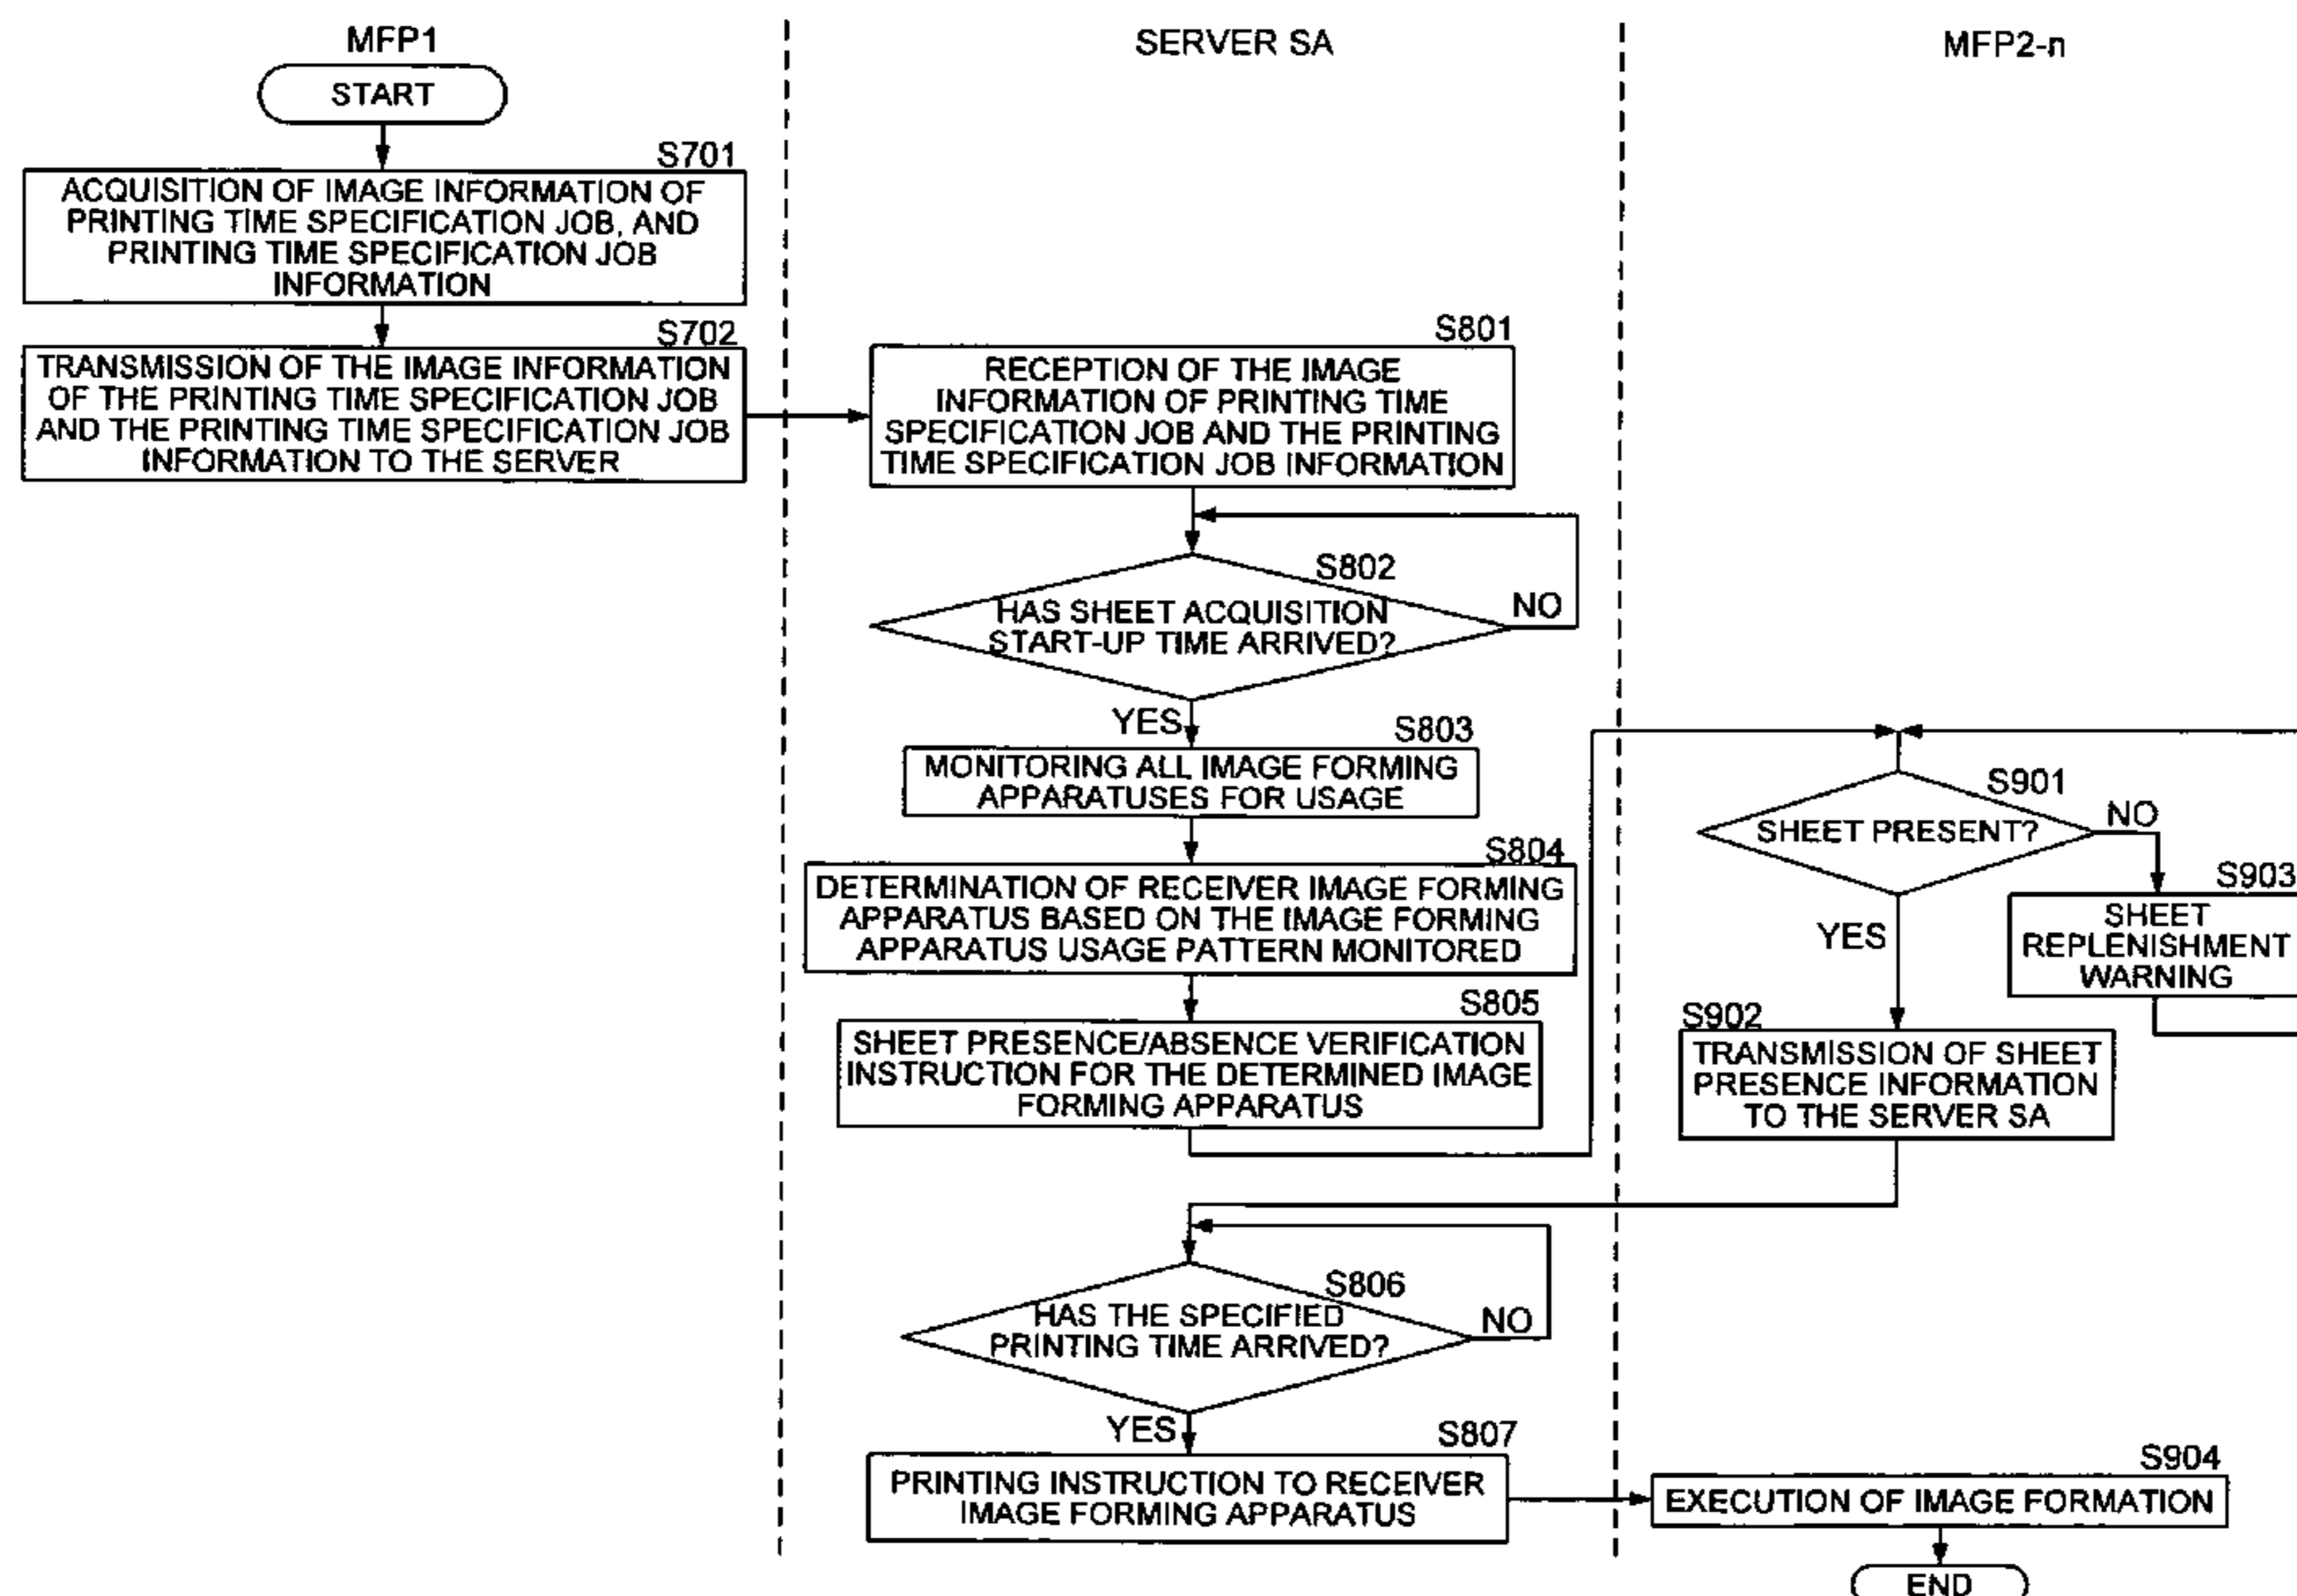 MFP1
START
S701
ACQUISITION OF IMAGE INFORMATION OF
PRINTING TIME SPECIFICATION JOB, AND
PRINTING TIME SPECIFICATION JOB
INFORMATION
S702
TRANSMISSION OF THE IMAGE INFORMATION
OF THE PRINTING TIME SPECIFICATION JOB
AND THE PRINTING TIME SPECIFICATION JOB
INFORMATION TO THE SERVER
SERVER SA
S801
RECEPTION OF THE IMAGE
INFORMATION OF PRINTING TIME
SPECIFICATION JOB AND THE PRINTING
TIME SPECIFICATION JOB INFORMATION
S802
HAS SHEET ACQUISITION
START-UP TIME ARRIVED?
NO
YES
S803
MONITORING ALL IMAGE FORMING
APPARATUSES FOR USAGE
S804
DETERMINATION OF RECEIVER IMAGE FORMING
APPARATUS BASED ON THE IMAGE FORMING
APPARATUS USAGE PATTERN MONITORED
S805
SHEET PRESENCE/ABSENCE VERIFICATION
INSTRUCTION FOR THE DETERMINED IMAGE
FORMING APPARATUS
MFP2-n
S901
SHEET PRESENT?
NO
YES
S903
SHEET
REPLENISHMENT
WARNING
S902
TRANSMISSION OF SHEET
PRESENCE INFORMATION
TO THE SERVER SA
S806
HAS THE SPECIFIED
PRINTING TIME ARRIVED?
NO
YES
S807
PRINTING INSTRUCTION TO RECEIVER
IMAGE FORMING APPARATUS
S904
EXECUTION OF IMAGE FORMATION
END